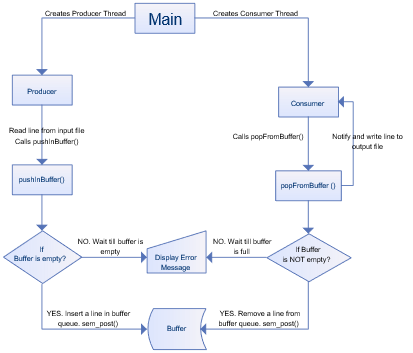 Creates Producer Thread
Main
Creates Consumer Thread
Producer
Consumer
Read line from input file
Calls pushInBuffer()
Calls popFromBuffer()
Notify and write line to
output file
pushInBuffer()
popFromBuffer ()
If
Buffer is empty?
NO. Wait till buffer is
empty
Display Error
Message
NO. Wait till buffer
is full
If Buffer
is NOT empty?
YES. Insert a line in buffer
queue. sem_post()
Buffer
YES. Remove a line from
buffer queue. sem_post()